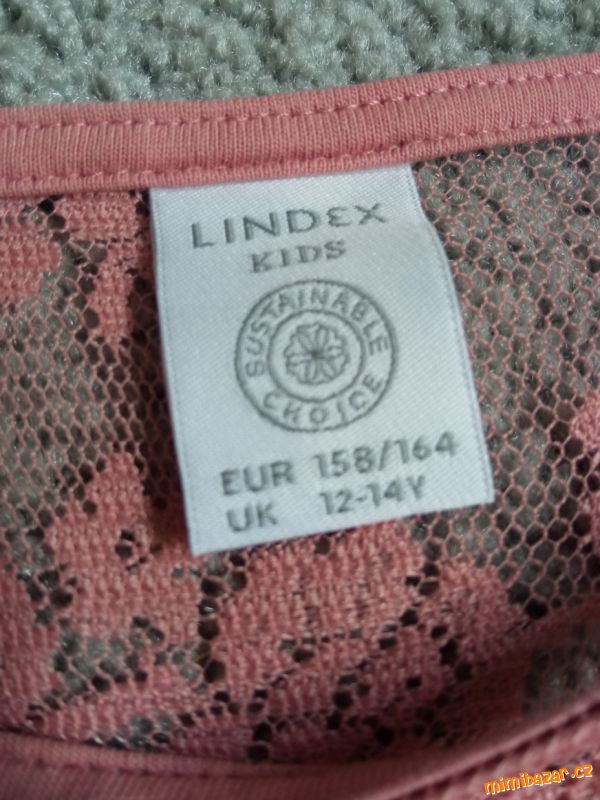 LINDEX
KIDS
SUSTAINABLE
CHOICE
EUR 158/164
UK 12-14Y
mimibazar.cz